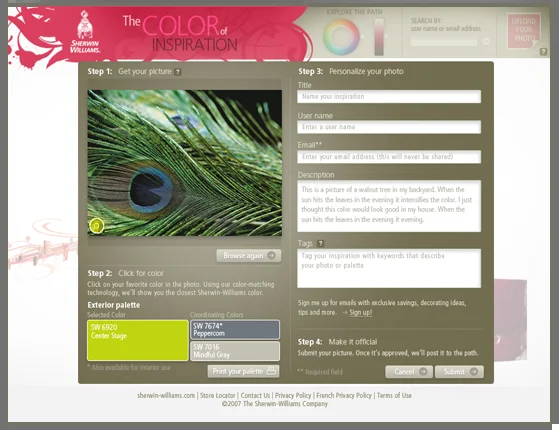 SHERWIN
WILLIAMS.
The COLOR of
INSPIRATION
EXPLORE THE PATH
SEARCH BY:
user name or email address
UPLOAD
YOUR
PHOTO
?
Step 1: Get your picture ?
Browse again
Step 2: Click for color
Click on your favorite color in the photo. Using our color-matching
technology, we'll show you the closest Sherwin-Williams color.
Exterior palette
Selected Color
Coordinating Colors
SW 6920
Center Stage
SW 7674*
Peppercorn
SW 7016
Mindful Gray
* Also available for interior use
Print your palette
Step 3: Personalize your photo
Title
Name your inspiration
User name
Enter a user name
Email**
Enter your email address (this will never be shared)
Description
This is a picture of a walnut tree in my backyard. When the
sun hits the leaves in the evening it intensifies the color. I just
thought this color would look good in my house. When the
sun hits the leaves in the evening it evening.
Tags ?
Tag your inspiration with keywords that describe
your photo or palette
Sign me up for emails with exclusive savings, decorating ideas,
tips and more. Sign up!
Step 4: Make it official
Submit your picture. Once it's approved, we'll post it to the path.
** Required field
Cancel
Submit
sherwin-williams.com | Store Locator | Contact Us | Privacy Policy | French Privacy Policy | Terms of Use
©2007 The Sherwin-Williams Company